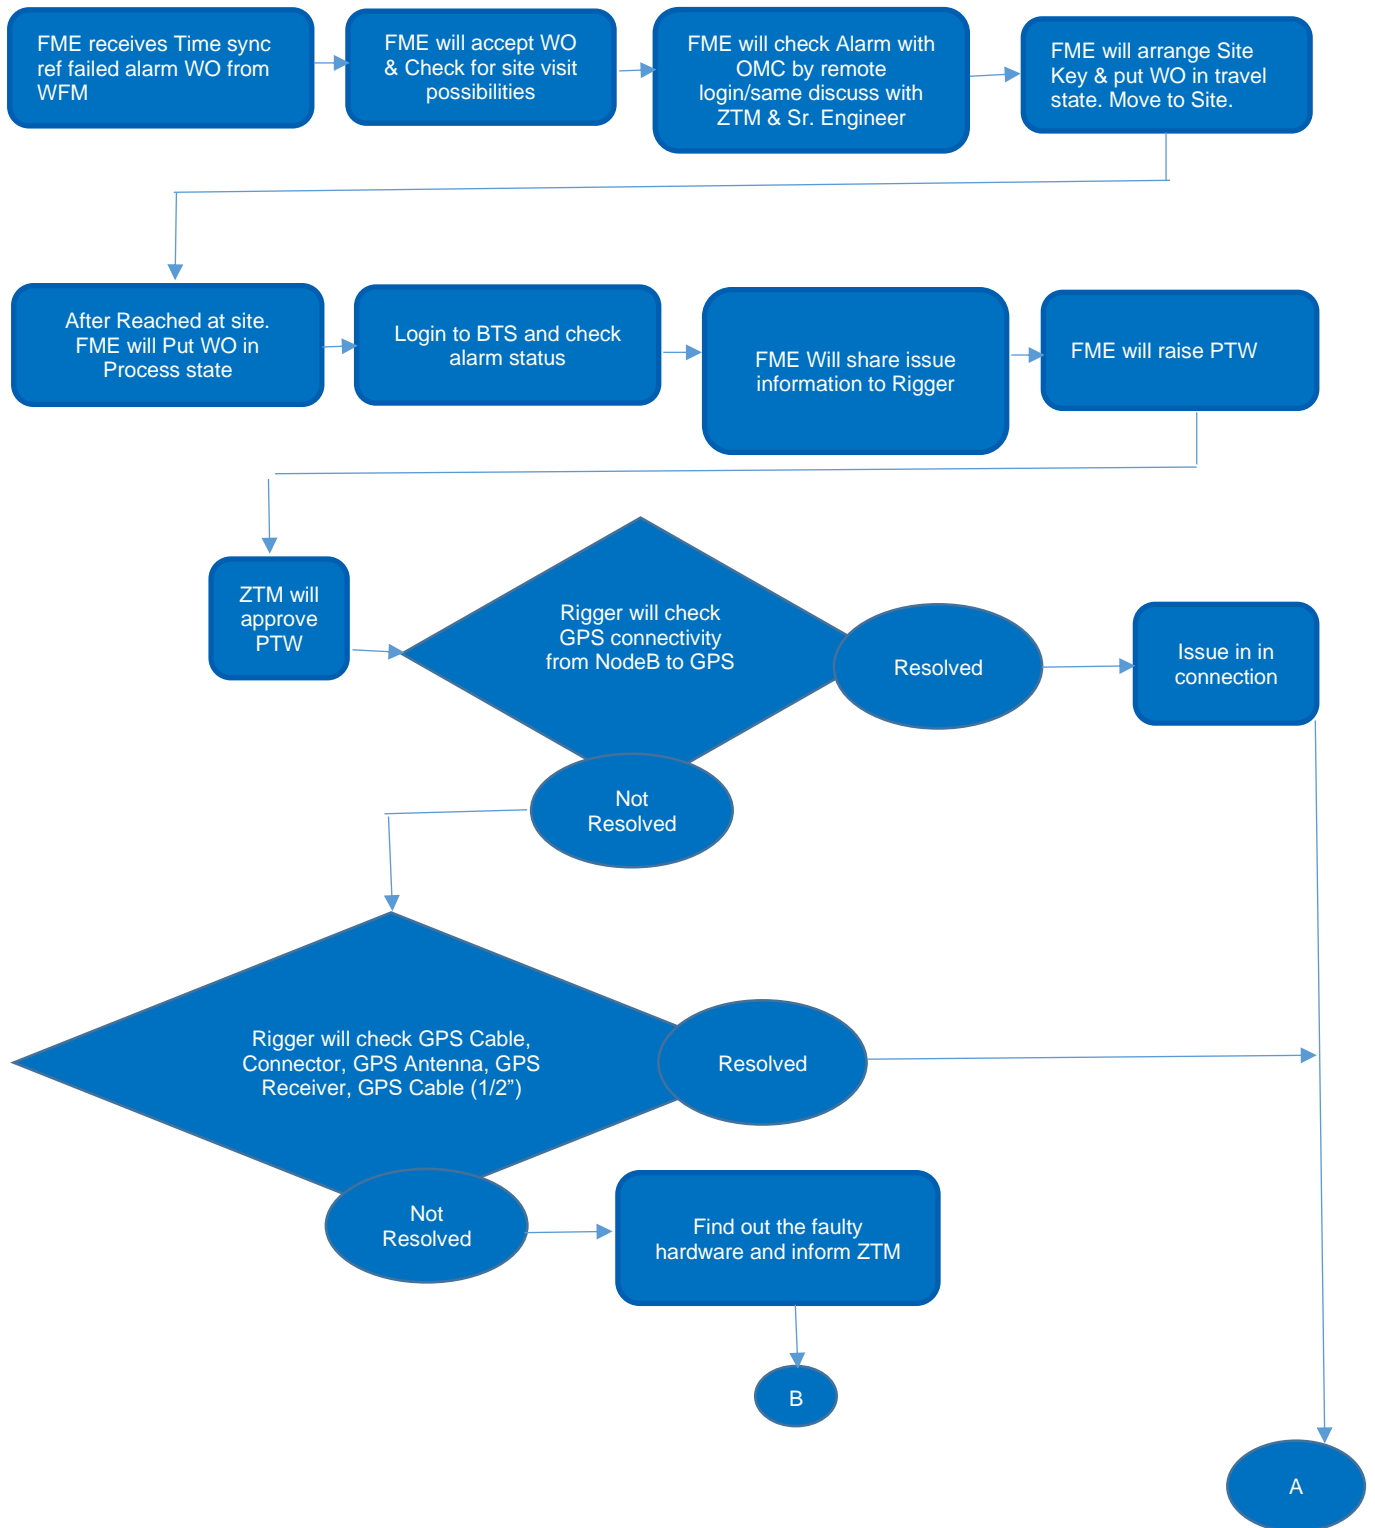 FME receives Time sync
ref failed alarm WO from
WFM
FME will accept WO
& Check for site visit
possibilities
FME will check Alarm with
OMC by remote
login/same discuss with
ZTM & Sr. Engineer
FME will arrange Site
Key & put WO in travel
state. Move to Site.
After Reached at site.
FME will Put WO in
Process state
Login to BTS and check
alarm status
FME Will share issue
information to Rigger
FME will raise PTW
ZTM will
approve
PTW
Rigger will check
GPS connectivity
from NodeB to GPS
Resolved
Issue in in
connection
Not
Resolved
Rigger will check GPS Cable,
Connector, GPS Antenna, GPS
Receiver, GPS Cable (1/2”)
Resolved
Not
Resolved
Find out the faulty
hardware and inform ZTM
B
A